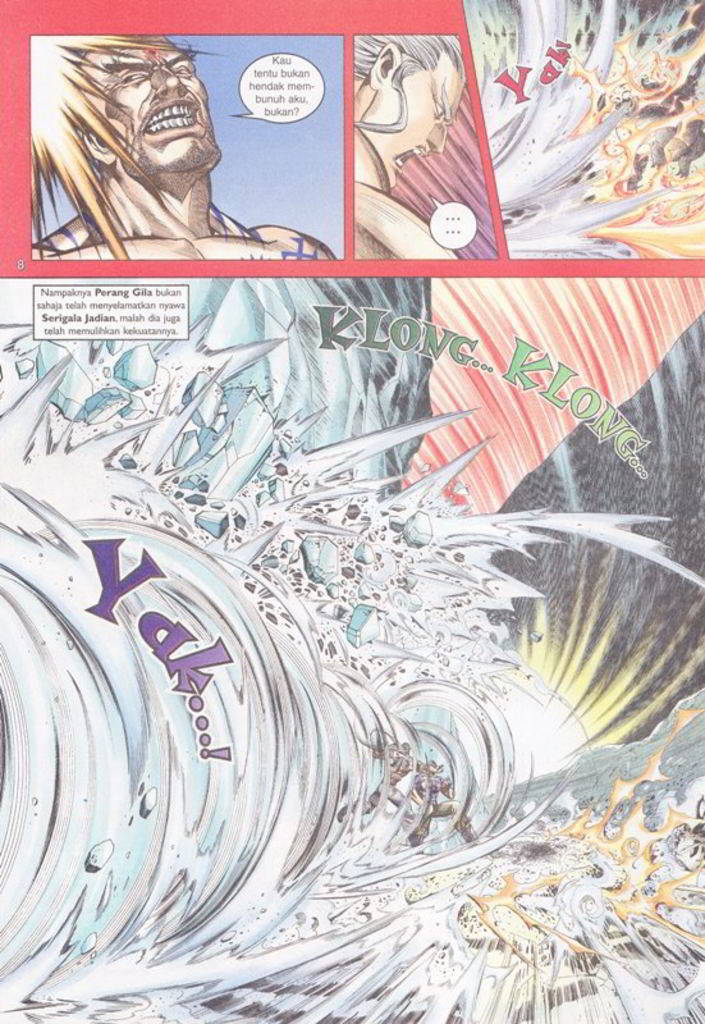 Kau
tentu bukan
hendak mem-
bunuh aku,
bukan?
...
...
Yak!
8
Nampaknya Perang Gila bukan
sahaja telah menyelamatkan nyawa
Serigala Jadian, malah dia juga
telah memulihkan kekuatannya.
KLONG... KLONG...
Yak...!